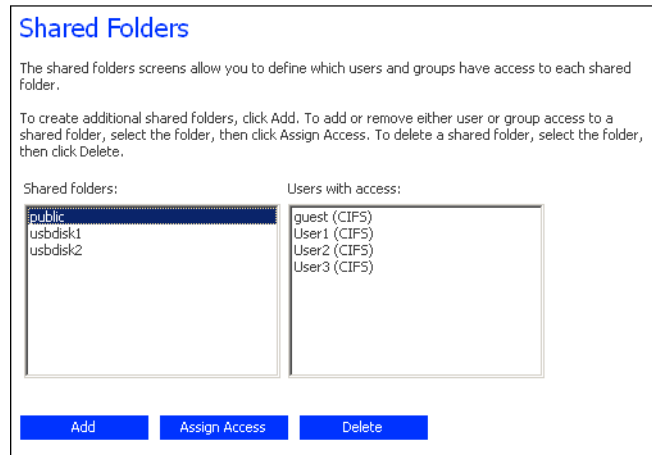 Shared Folders
The shared folders screens allow you to define which users and groups have access to each shared
folder.
To create additional shared folders, click Add. To add or remove either user or group access to a
shared folder, select the folder, then click Assign Access. To delete a shared folder, select the folder,
then click Delete.
Shared folders:
public
usbdisk1
usbdisk2
Users with access:
guest (CIFS)
User1 (CIFS)
User2 (CIFS)
User3 (CIFS)
Add
Assign Access
Delete